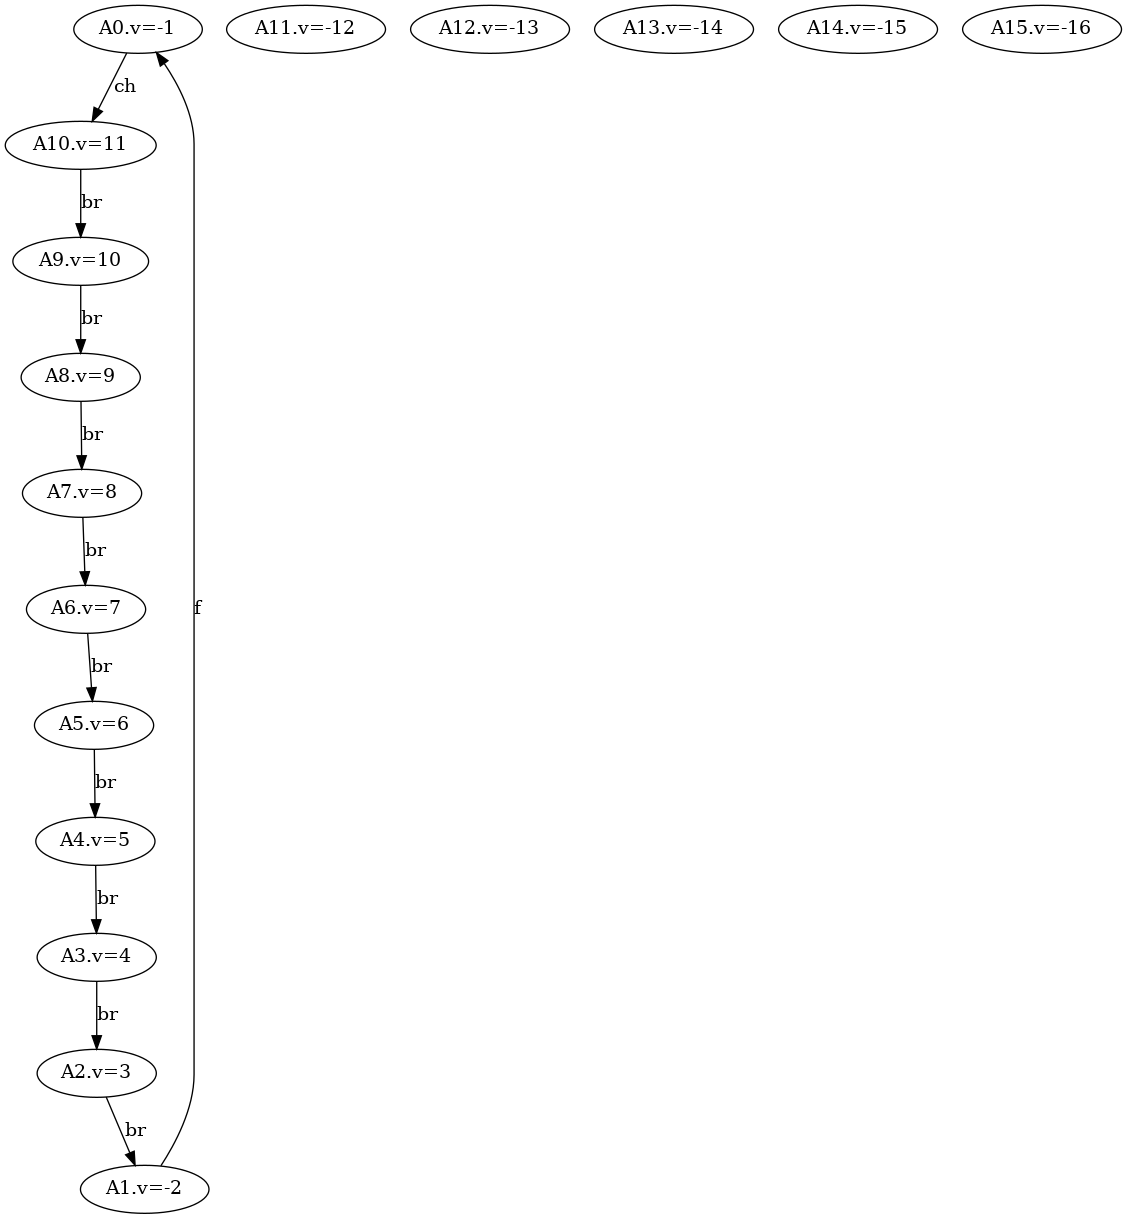 A0.v=-1 A11.v=-12 A12.v=-13 A13.v=-14 A14.v=-15 A15.v=-16
ch
A10.v=11
br
A9.v=10
br
A8.v=9
br
A7.v=8
br
A6.v=7
f
br
A5.v=6
br
A4.v=5
br
A3.v=4
br
A2.v=3
br
A1.v=-2